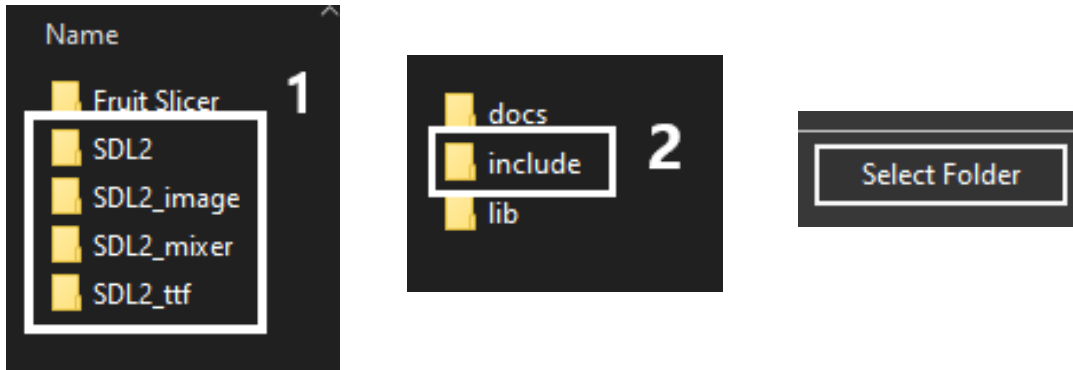 Name
1
Fruit Slicer
SDL2
SDL2_image
SDL2_mixer
SDL2_ttf
docs
2
include
lib
Select Folder